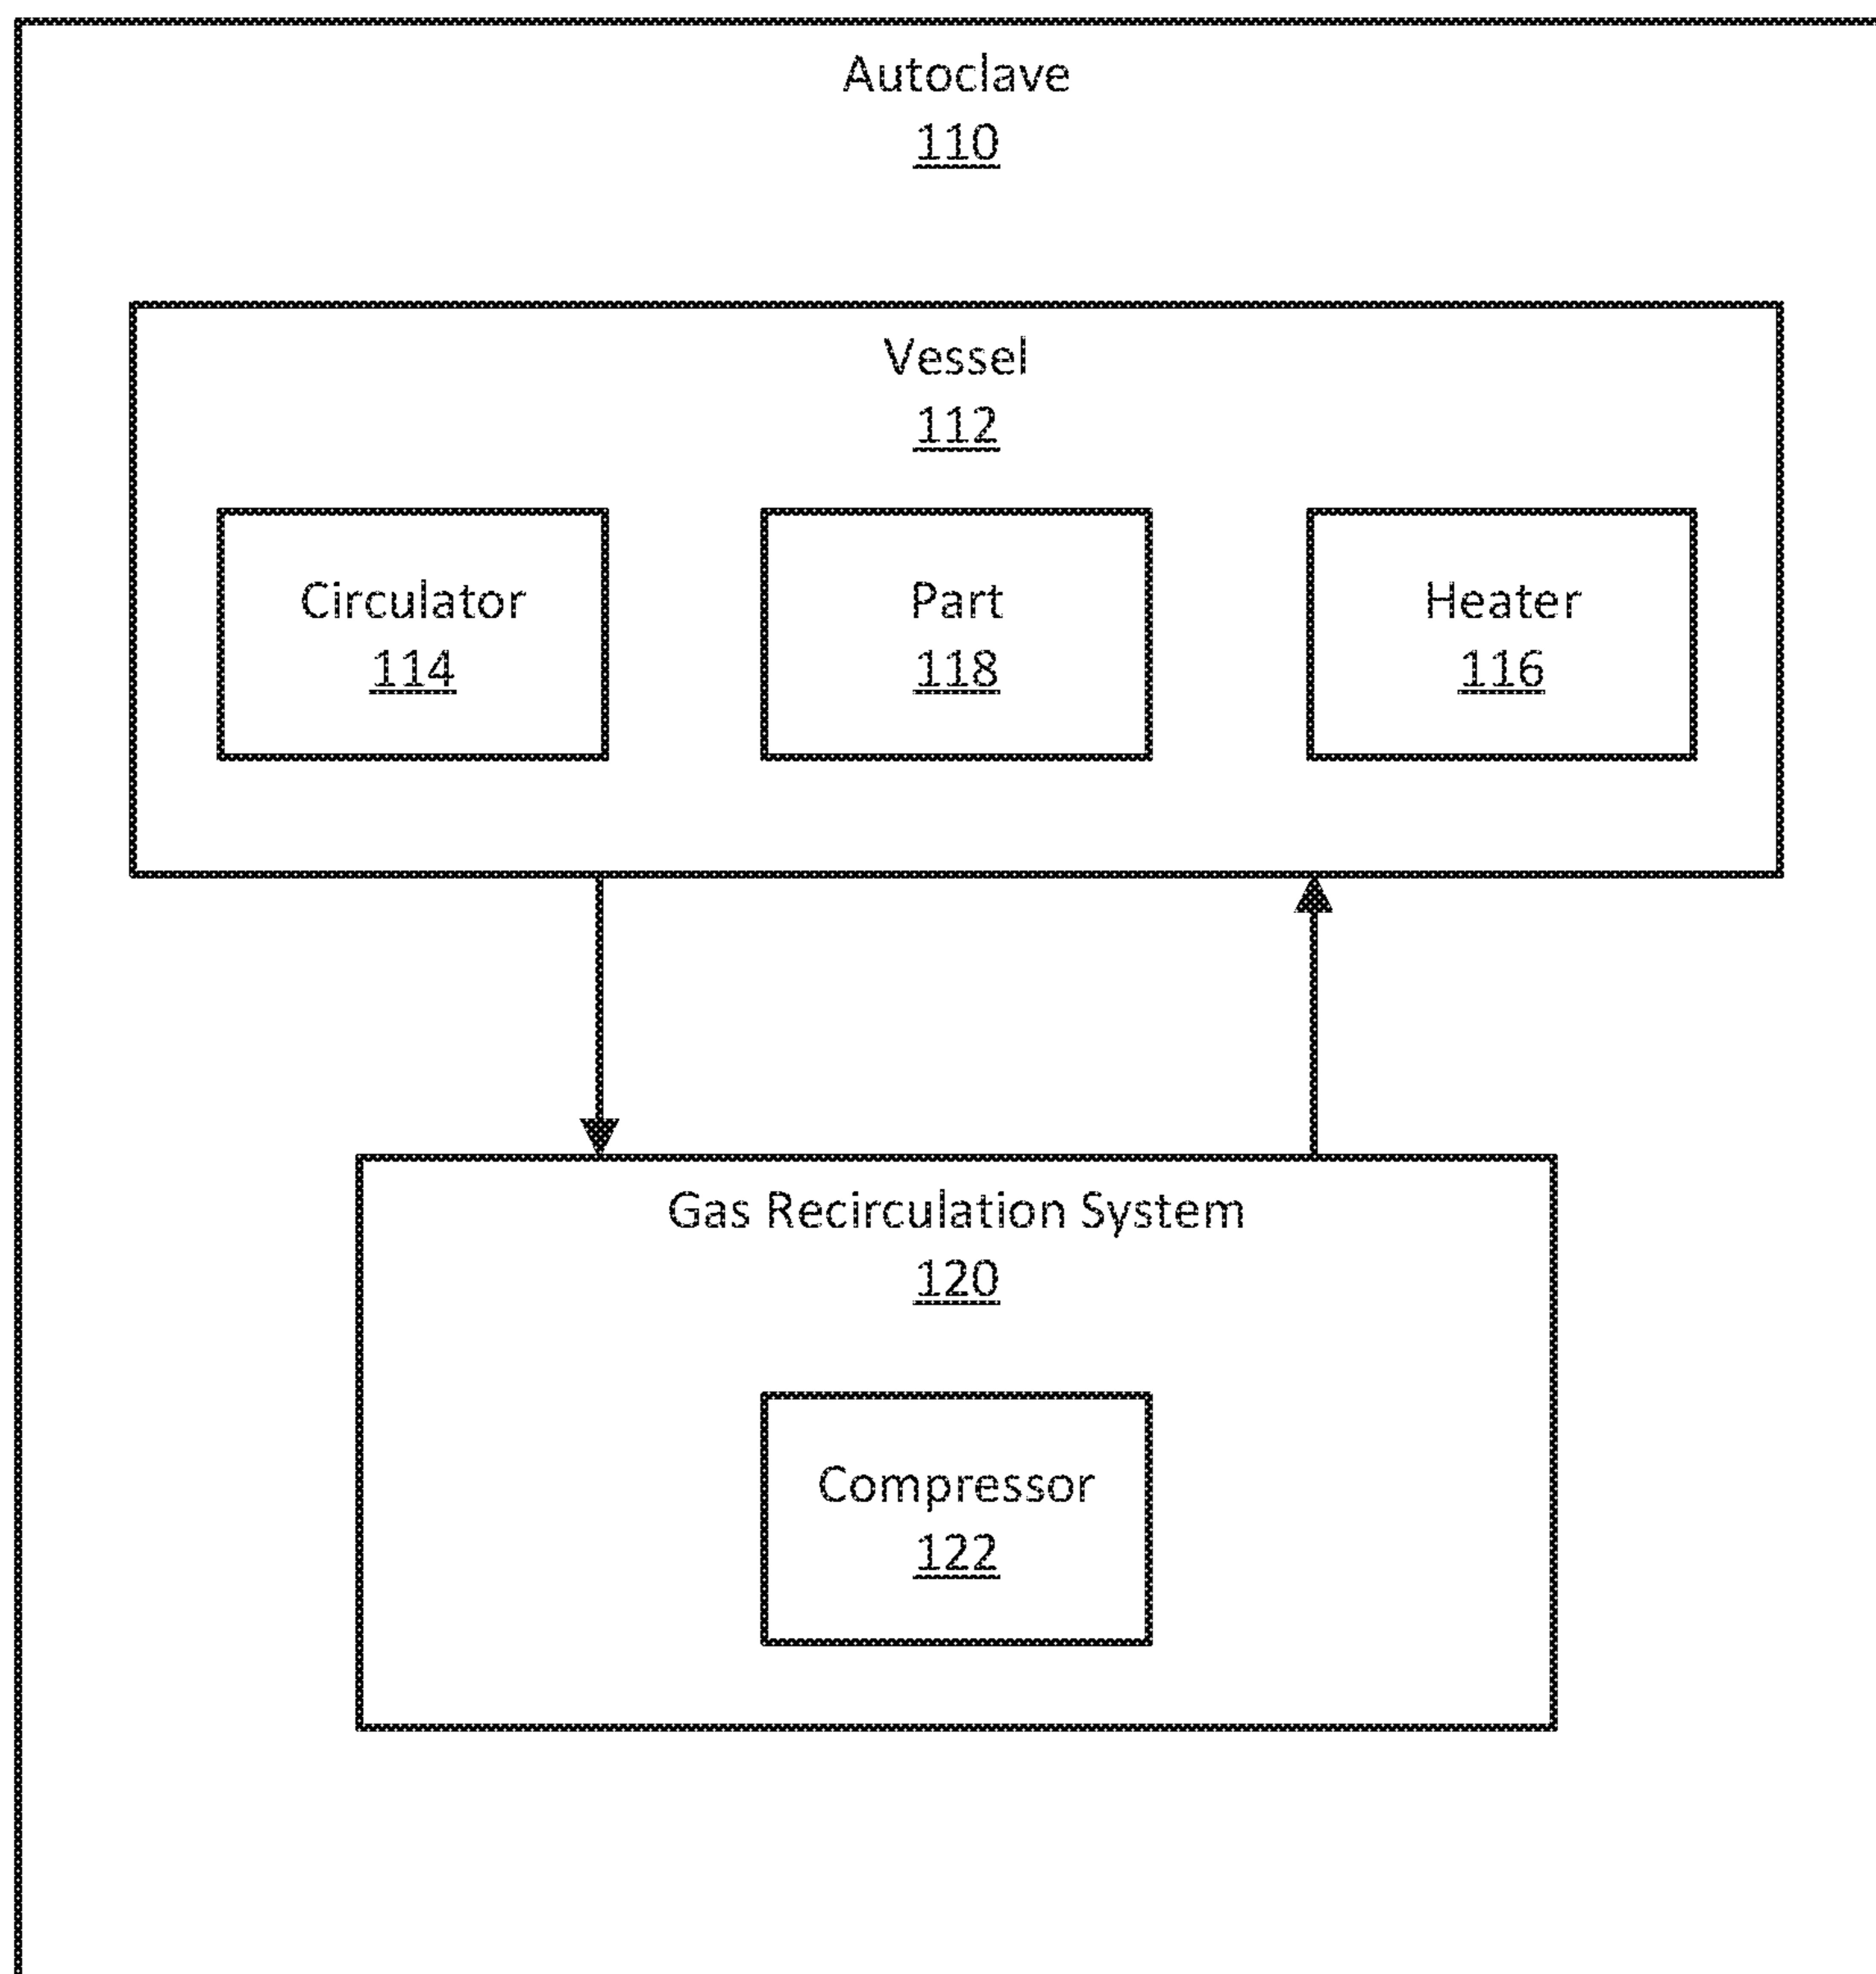 Autoclave
110
Vessel
112
Circulator
114
Part
118
Heater
116
Gas Recirculation System
120
Compressor
122